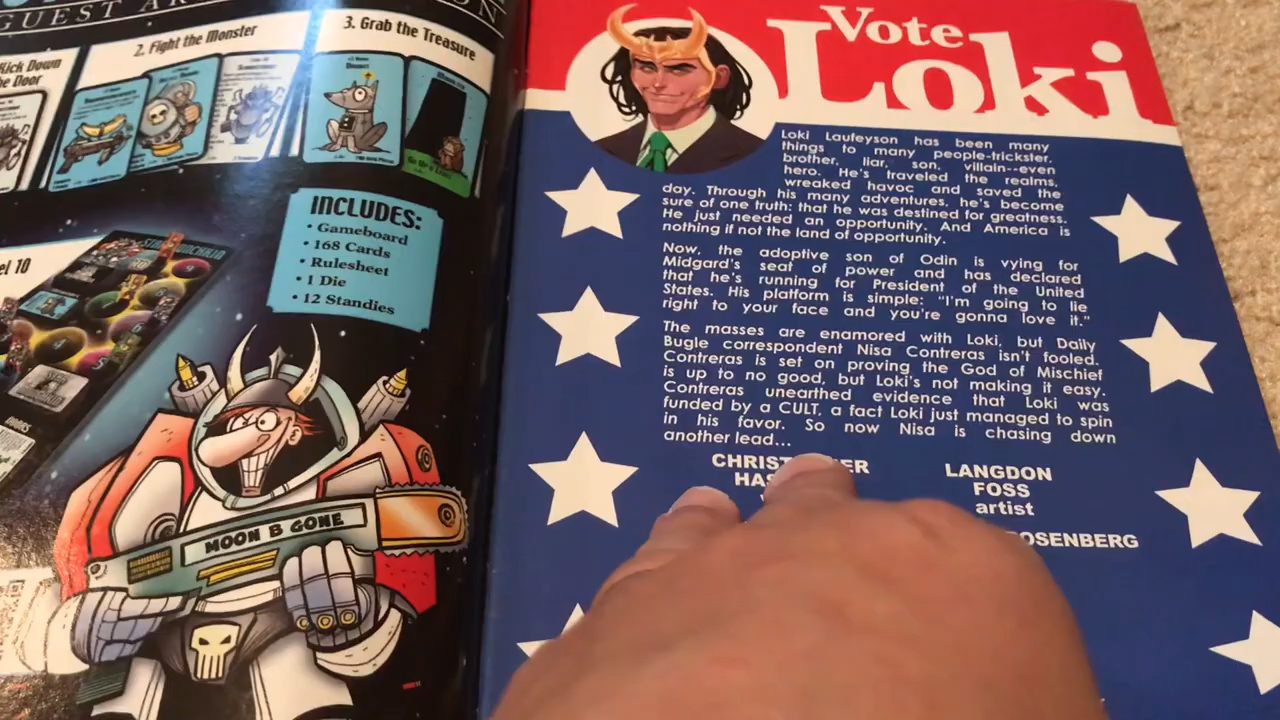 GUEST AR
Kick Down
he Door
2. Fight the Monster
3. Grab the Treasure
INCLUDES:
• Gameboard
• 168 Cards
• Rulesheet
• 1 Die
• 12 Standies
el 10
MOON B GONE
Vote
Loki
Loki Laufeyson has been many
things to many people-trickster,
brother, liar, son, villain--even
hero. He's traveled the realms,
wreaked havoc and saved the
day. Through his many adventures, he's become
sure of one truth: that he was destined for greatness.
He just needed an opportunity. And America is
nothing if not the land of opportunity.
Now, the adoptive son of Odin is vying for
Midgard's seat of power and has declared
that he's running for President of the United
States. His platform is simple: "I'm going to lie
right to your face and you're gonna love it."
The masses are enamored with Loki, but Daily
Bugle correspondent Nisa Contreras isn't fooled.
Contreras is set on proving the God of Mischief
is up to no good, but Loki's not making it easy.
Contreras unearthed evidence that Loki was
funded by a CULT, a fact Loki just managed to spin
in his favor. So now Nisa is chasing down
another lead...
CHRIST ER
HAS
LANGDON
FOSS
artist
ROSENBERG